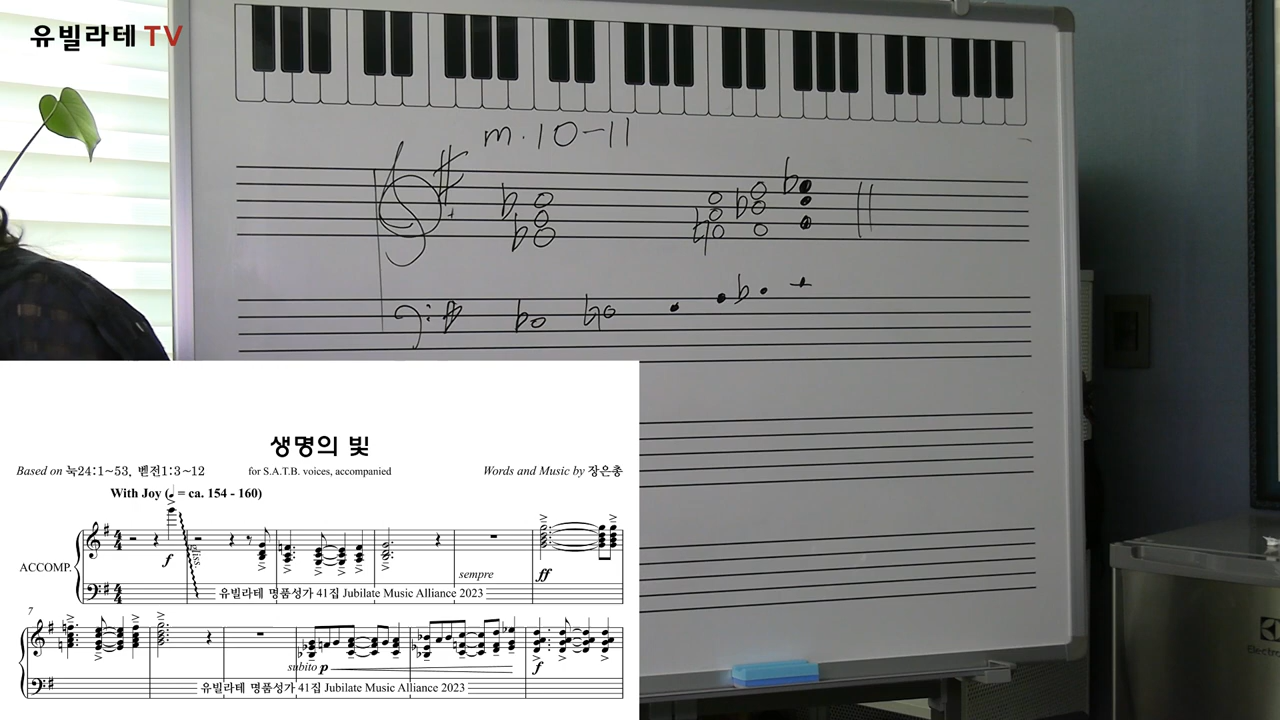 유빌라테 TV
m. 10-11
생명의 빛
Based on 눅24:1~53, 벧전1:3~12
for S.A.T.B. voices, accompanied
Words and Music by 장은총
With Joy (♩ = ca. 154 - 160)
ACCOMP.
f
gliss.
sempre
ff
유빌라테 명품성가 41집 Jubilate Music Alliance 2023
7
subito p
f
유빌라테 명품성가 41집 Jubilate Music Alliance 2023